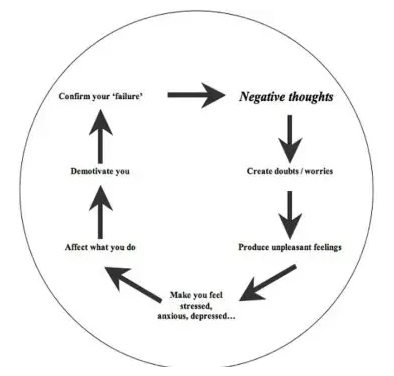 Confirm your ‘failure’
Negative thoughts
Demotivate you
Create doubts / worries
Affect what you do
Produce unpleasant feelings
Make you feel
stressed,
anxious, depressed...